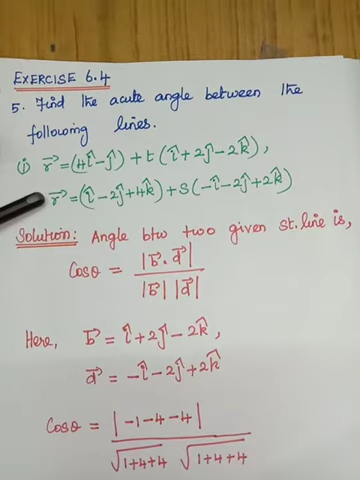 EXERCISE 6.4
5. Find the acute angle between the
following lines.
(i) r⃗ = (4î - ĵ) + t(î + 2ĵ - 2k̂),
r⃗ = (î - 2ĵ + 4k̂) + s(-î - 2ĵ + 2k̂)
Solution: Angle btw two given st. line is,
Cosθ = |b⃗ . d⃗| / |b⃗| |d⃗|
Here, b⃗ = î + 2ĵ - 2k̂,
d⃗ = -î - 2ĵ + 2k̂
Cosθ = |-1-4-4| / √1+4+4 √1+4+4